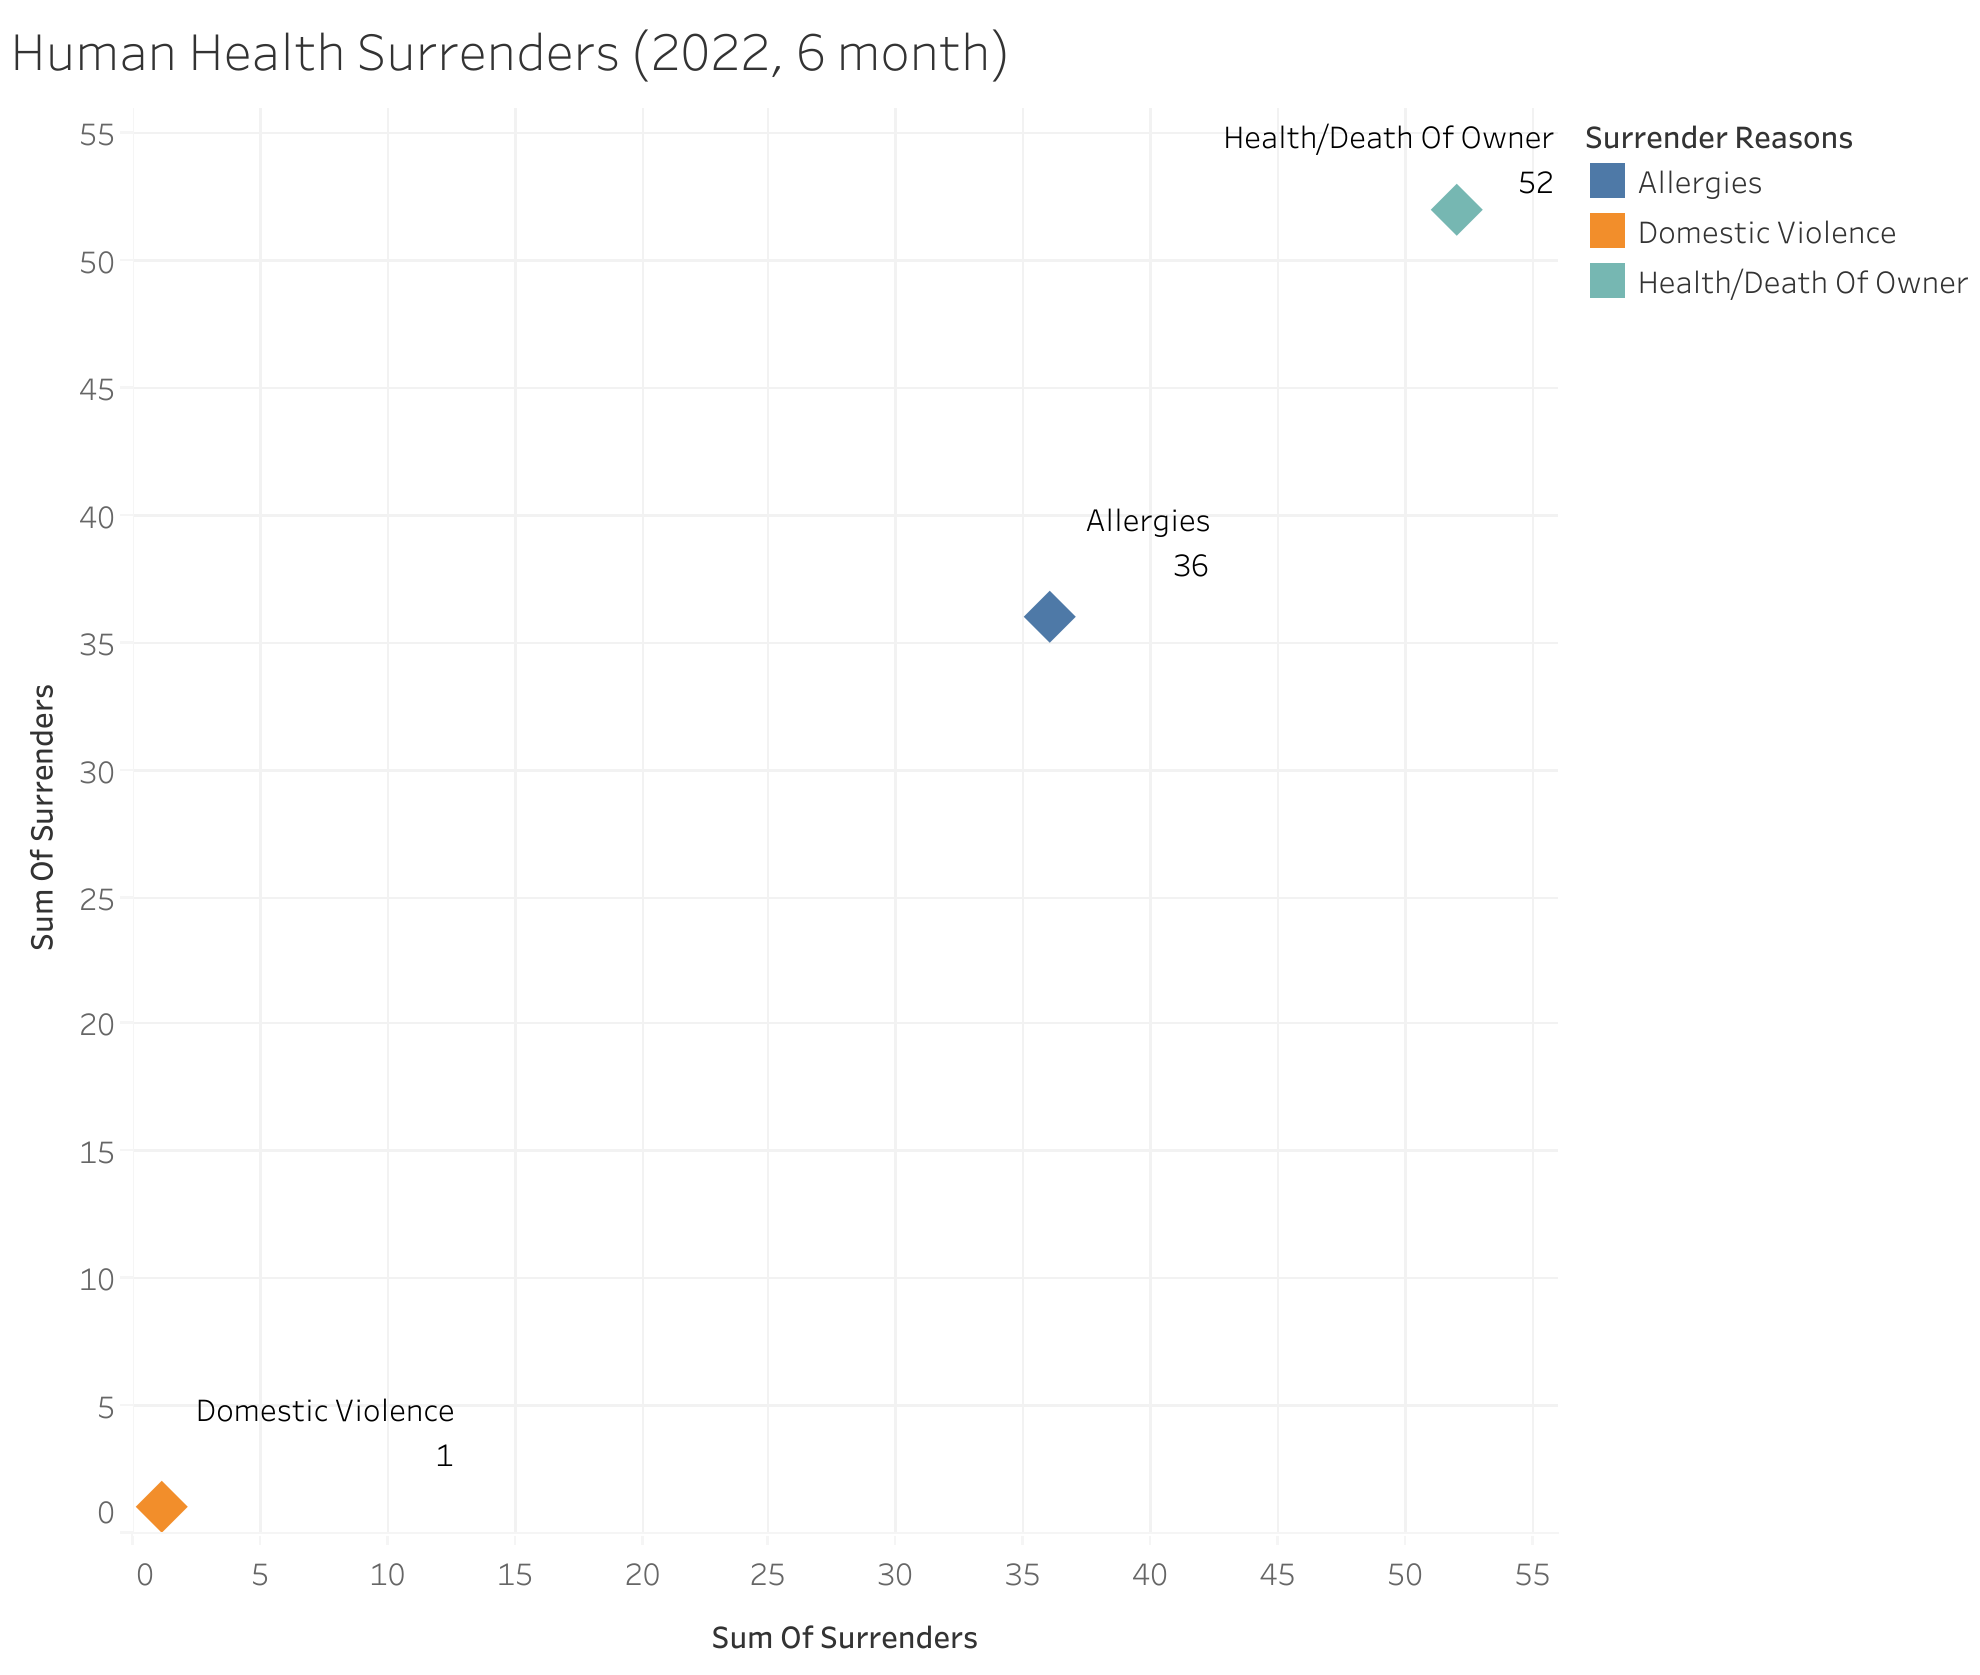 Human Health Surrenders (2022, 6 month)
Surrender Reasons
Allergies
Domestic Violence
Health/Death Of Owner
Sum Of Surrenders
55
50
45
40
35
30
25
20
15
10
5
0
Health/Death Of Owner
52
Allergies
36
Domestic Violence
1
0 5 10 15 20 25 30 35 40 45 50 55
Sum Of Surrenders